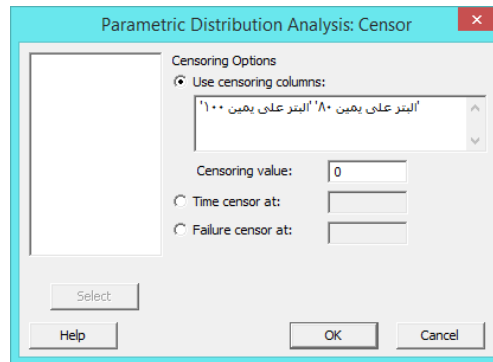 Parametric Distribution Analysis: Censor
Censoring Options
Use censoring columns:
'البتر على يمين ٨٠' 'البتر على يمين ١٠٠'
Censoring value: 0
Time censor at:
Failure censor at:
Select
Help OK Cancel